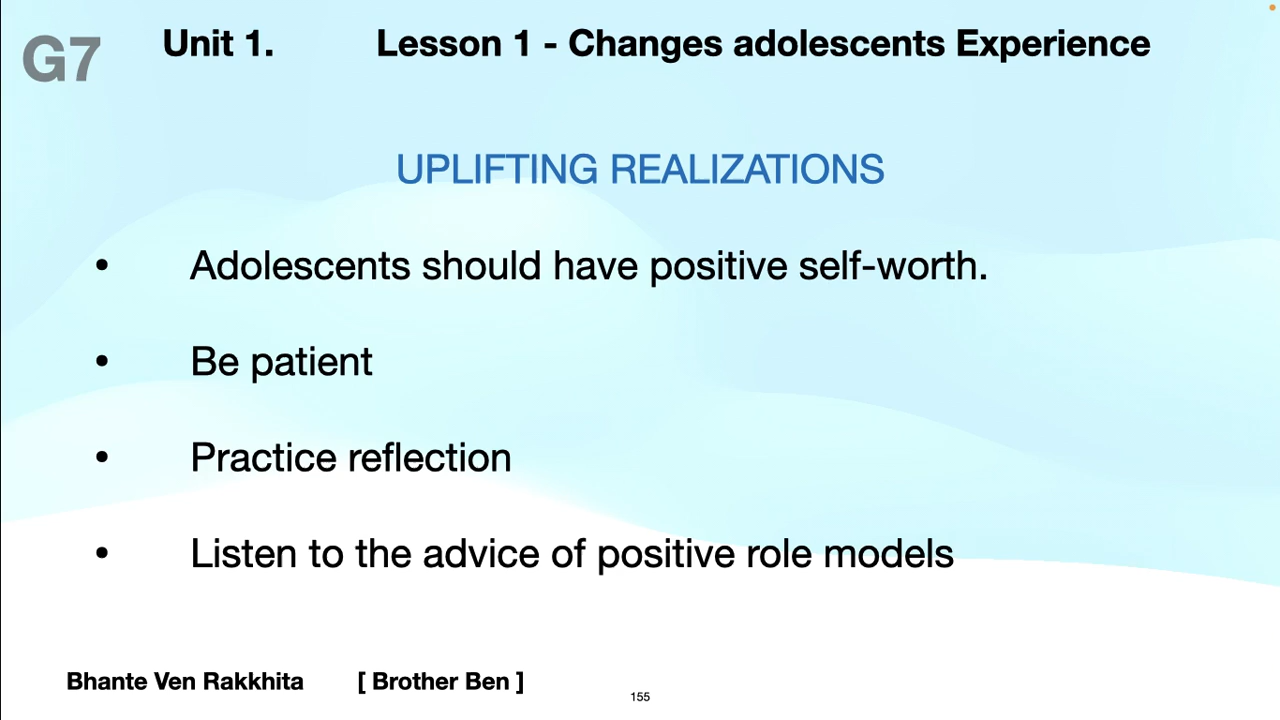 G7 Unit 1. Lesson 1 - Changes adolescents Experience
UPLIFTING REALIZATIONS
• Adolescents should have positive self-worth.
• Be patient
• Practice reflection
• Listen to the advice of positive role models
Bhante Ven Rakkhita [ Brother Ben ]
155